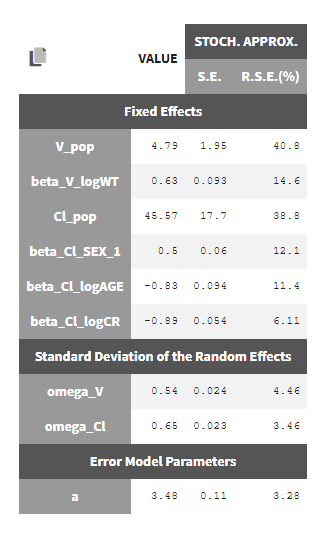 VALUE STOCH. APPROX.
S.E. R.S.E.(%)
Fixed Effects
V_pop 4.79 1.95 40.8
beta_V_logWT 0.63 0.093 14.6
Cl_pop 45.57 17.7 38.8
beta_Cl_SEX_1 0.5 0.06 12.1
beta_Cl_logAGE -0.83 0.094 11.4
beta_Cl_logCR -0.89 0.054 6.11
Standard Deviation of the Random Effects
omega_V 0.54 0.024 4.46
omega_Cl 0.65 0.023 3.46
Error Model Parameters
a 3.48 0.11 3.28